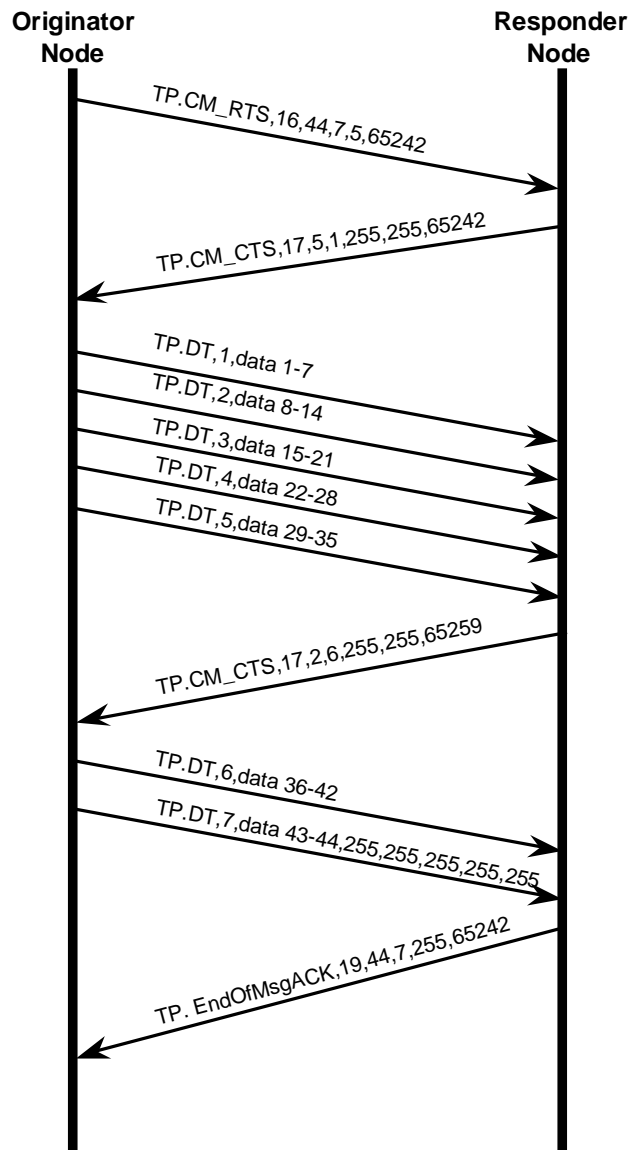 Originator
Node
Responder
Node
TP.CM_RTS,16,44,7,5,65242
TP.CM_CTS,17,5,1,255,255,65242
TP.DT,1,data 1-7
TP.DT,2,data 8-14
TP.DT,3,data 15-21
TP.DT,4,data 22-28
TP.DT,5,data 29-35
TP.CM_CTS,17,2,6,255,255,65259
TP.DT,6,data 36-42
TP.DT,7,data 43-44,255,255,255,255,255
TP. EndOfMsgACK,19,44,7,255,65242